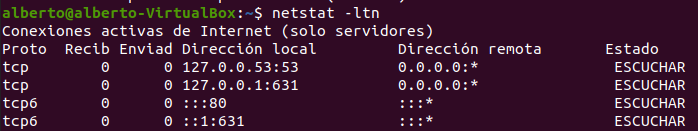 alberto@alberto-VirtualBox:~$ netstat -ltn
Conexiones activas de Internet (solo servidores)
Proto  Recib Enviad Dirección local         Dirección remota       Estado
tcp        0      0 127.0.0.53:53           0.0.0.0:*               ESCUCHAR
tcp        0      0 127.0.0.1:631           0.0.0.0:*               ESCUCHAR
tcp6       0      0 :::80                   :::*                    ESCUCHAR
tcp6       0      0 ::1:631                 :::*                    ESCUCHAR